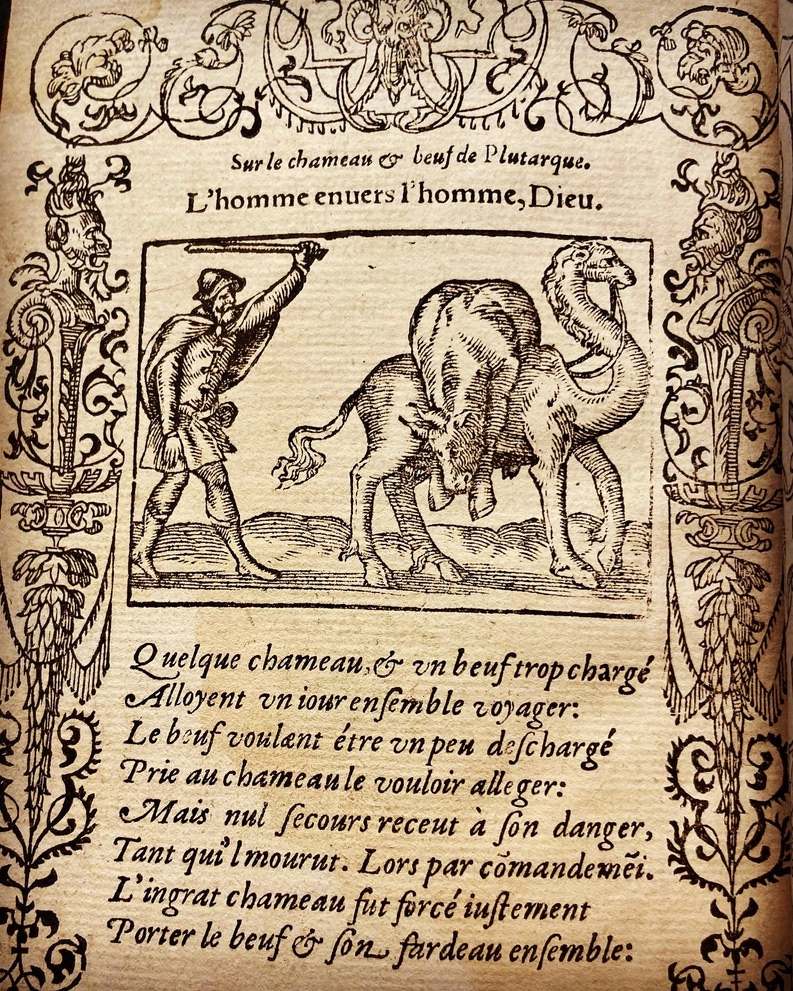 Sur le chameau & beuf de Plutarque.
L'homme enuers l'homme, Dieu.
Quelque chameau, & vn beuf trop chargé
Alloyent vn iour enſemble voyager:
Le beuf voulant étre vn peu deſchargé
Prie au chameau le vouloir alleger:
Mais nul ſecours receut à ſon danger,
Tant qui'l mourut. Lors par cõmandemẽt.
L'ingrat chameau fut forcé iuſtement
Porter le beuf & ſon fardeau enſemble: